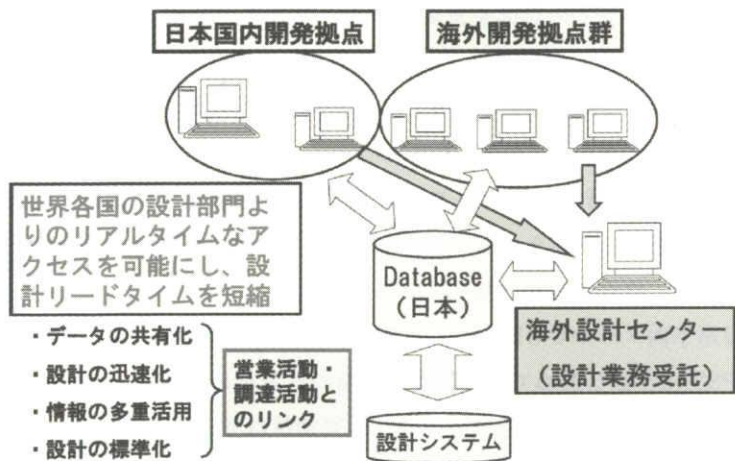 日本国内開発拠点
海外開発拠点群
世界各国の設計部門よ
りのリアルタイムなア
クセスを可能にし、設
計リードタイムを短縮
Database
(日本)
海外設計センター
(設計業務受託)
・データの共有化
・設計の迅速化
・情報の多重活用
・設計の標準化
営業活動・
調達活動と
のリンク
設計システム